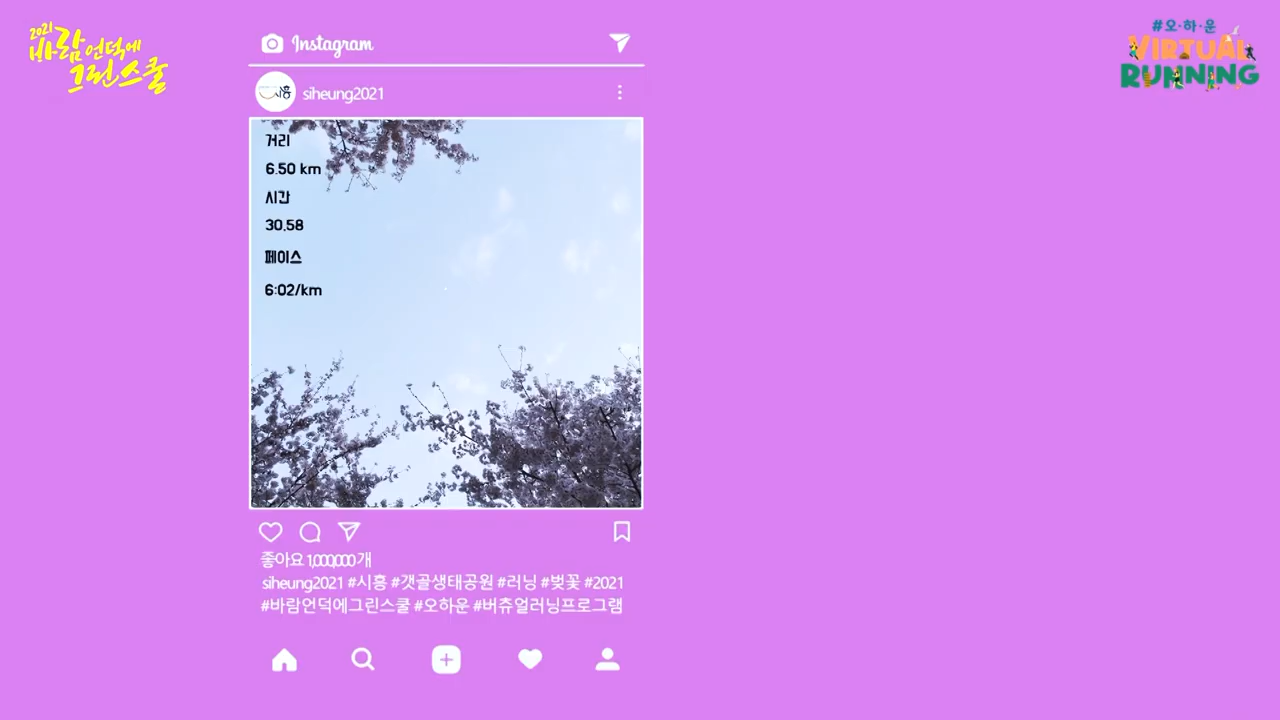 2021
바람언덕에
그린스쿨
#오·하·운
VIRTUAL
RUNNING
Instagram
시흥
siheung2021
거리
6.50 km
시간
30.58
페이스
6:02/km
좋아요 1,000,000 개
siheung2021 #시흥 #갯골생태공원 #러닝 #벚꽃 #2021
#바람언덕에그린스쿨 #오하운 #버츄얼러닝프로그램